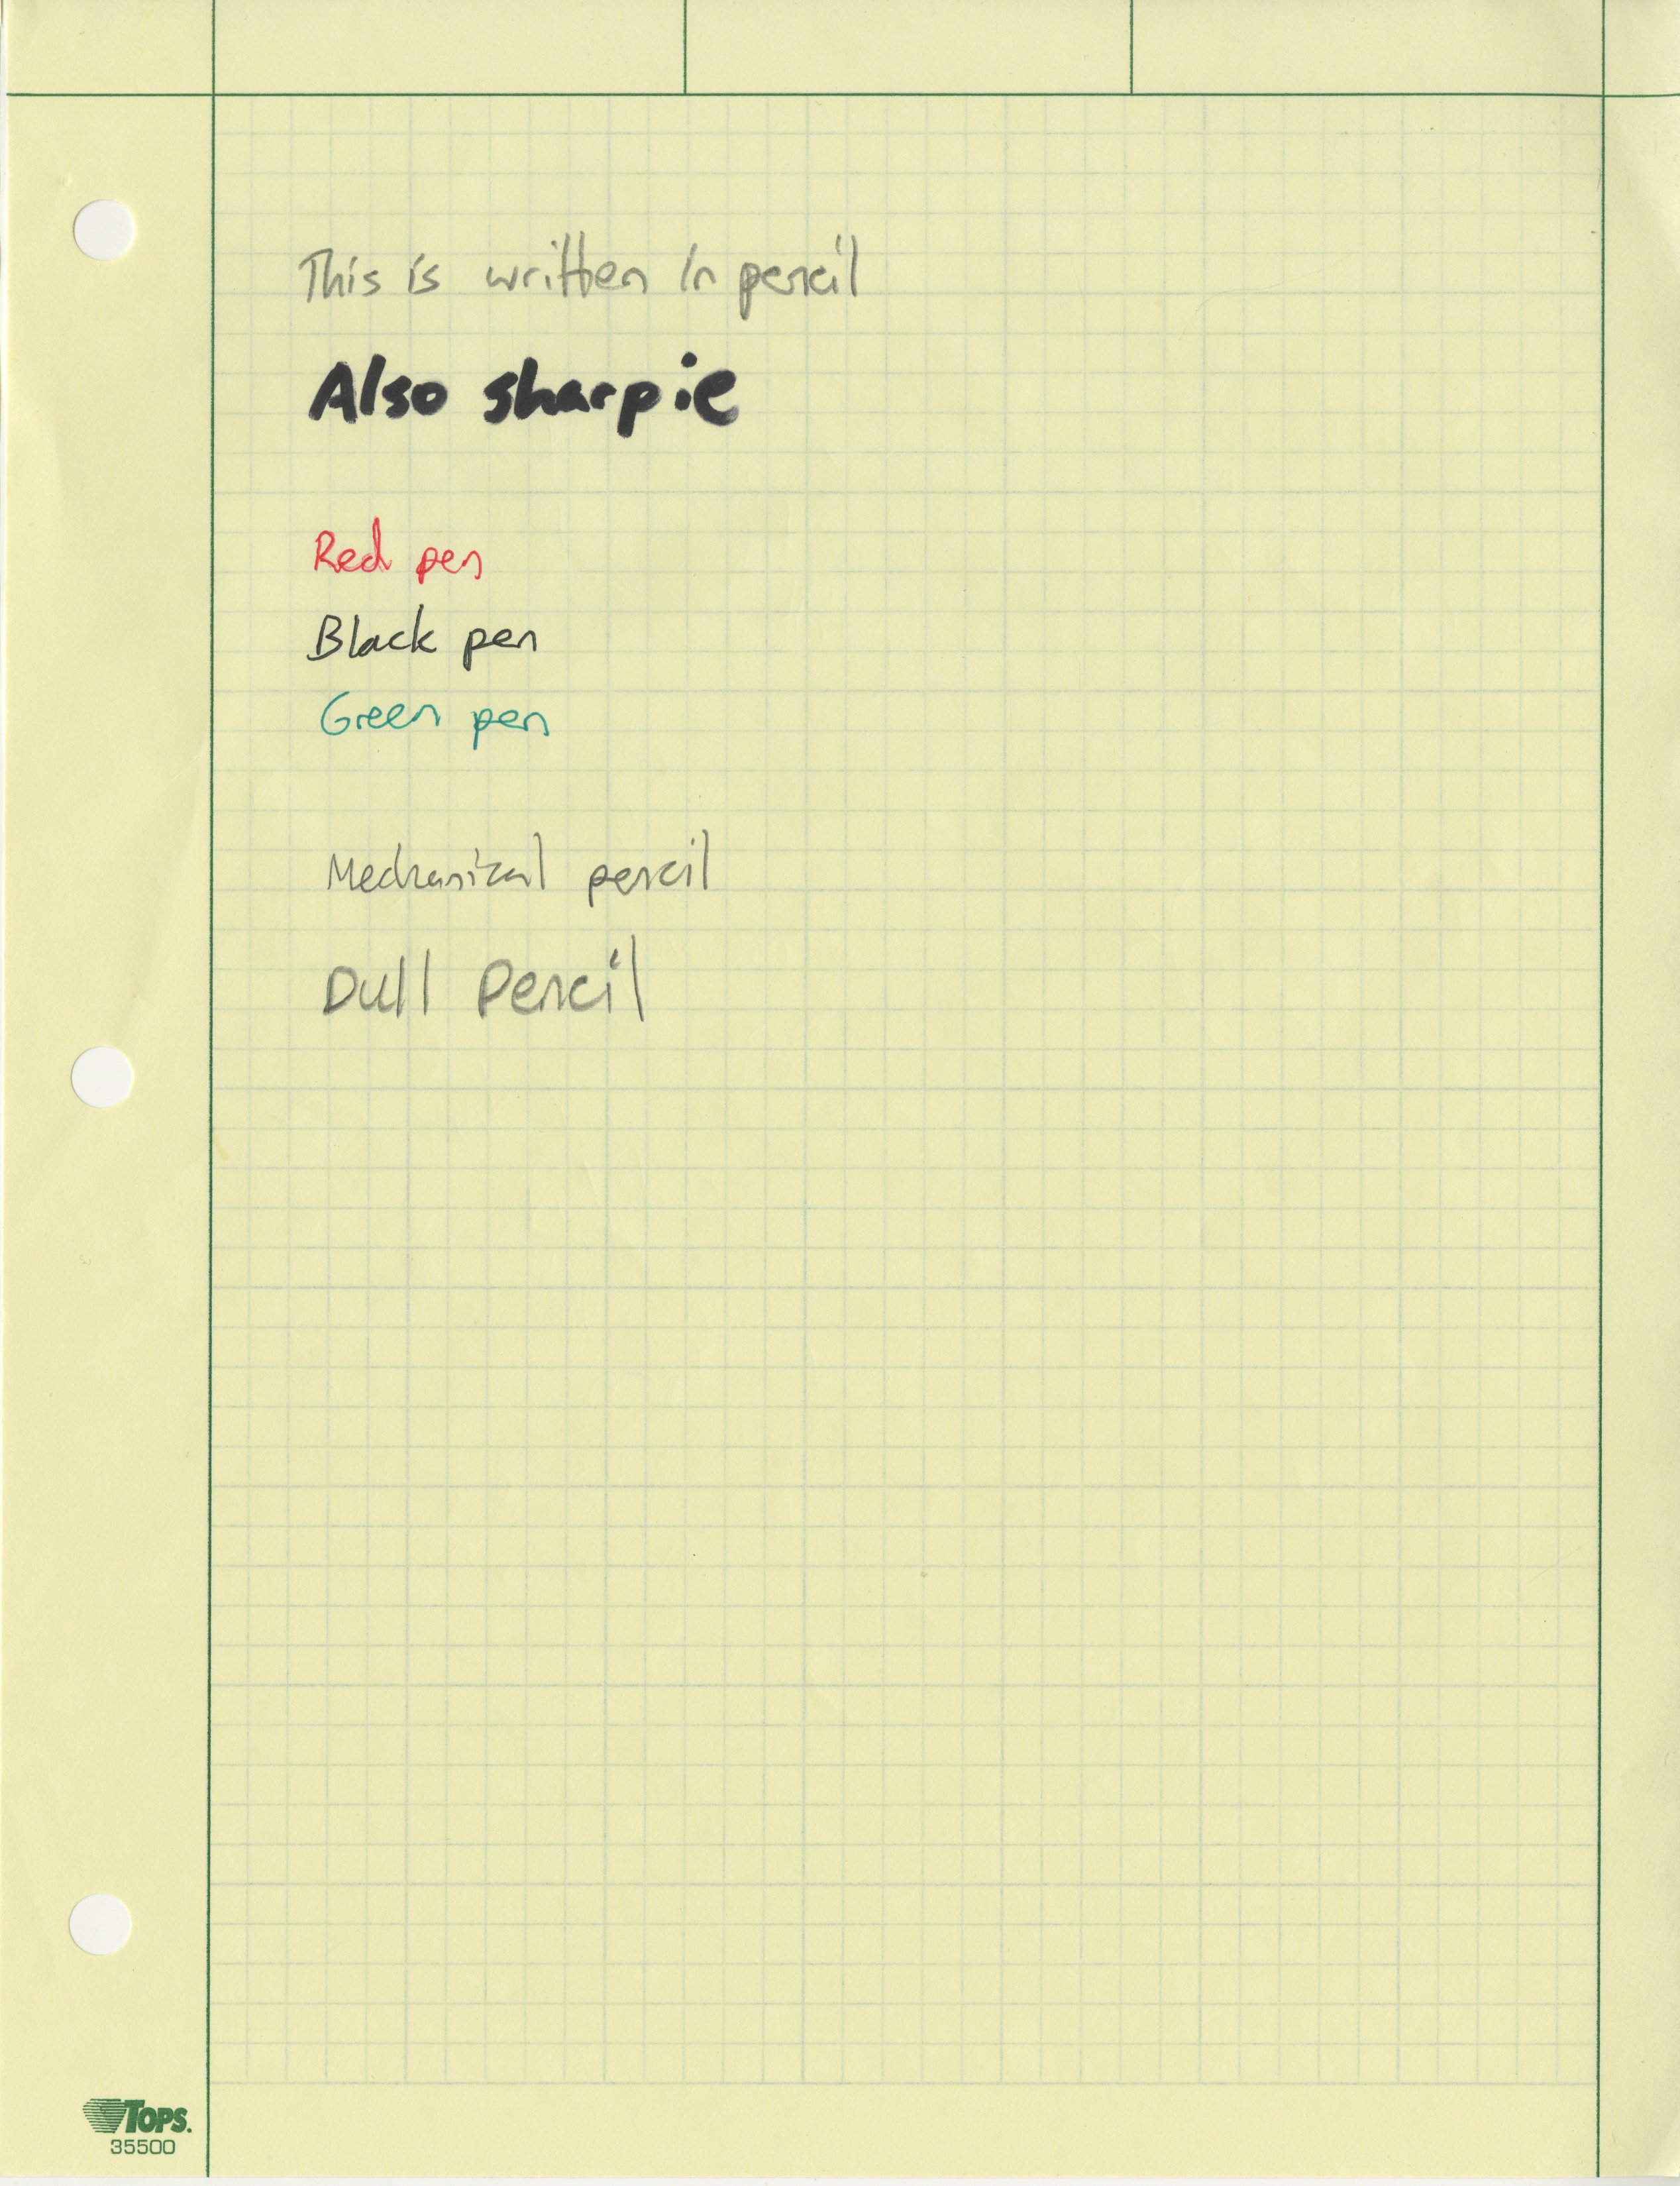 This is written in pencil
Also sharpie
Red pen
Black pen
Green pen
Mechanical pencil
Dull Pencil
TOPS.
35500